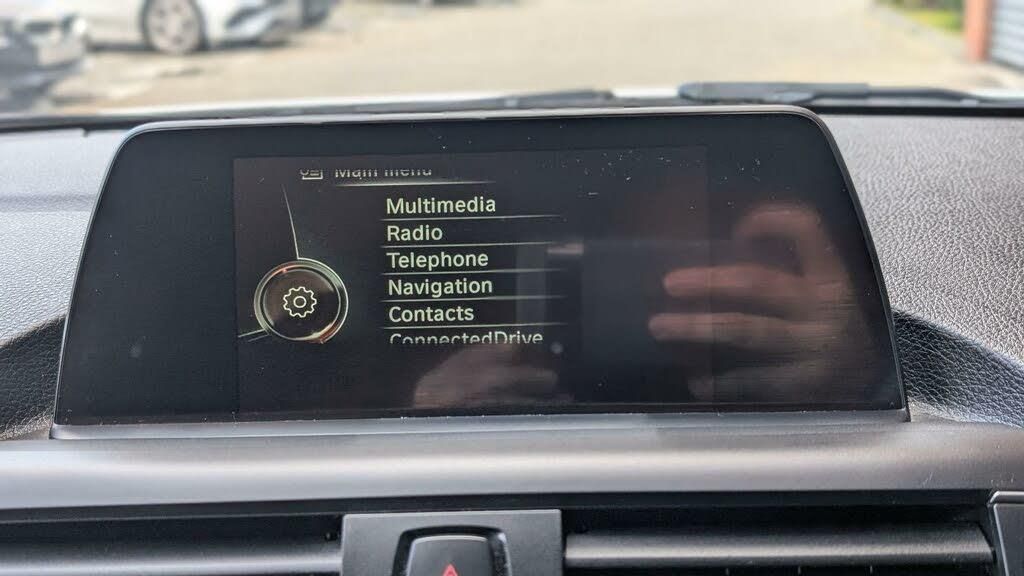 Main menu
Multimedia
Radio
Telephone
Navigation
Contacts
ConnectedDrive